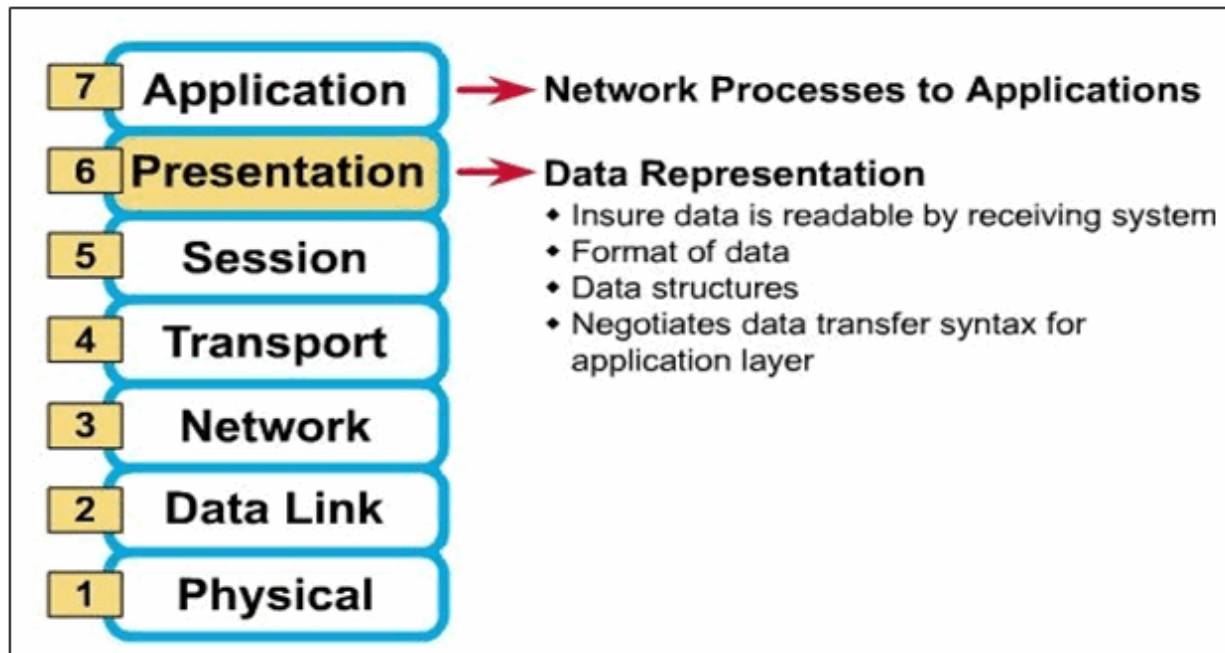 7 Application Network Processes to Applications
6 Presentation Data Representation
◆ Insure data is readable by receiving system
5 Session ◆ Format of data
◆ Data structures
4 Transport ◆ Negotiates data transfer syntax for
application layer
3 Network
2 Data Link
1 Physical